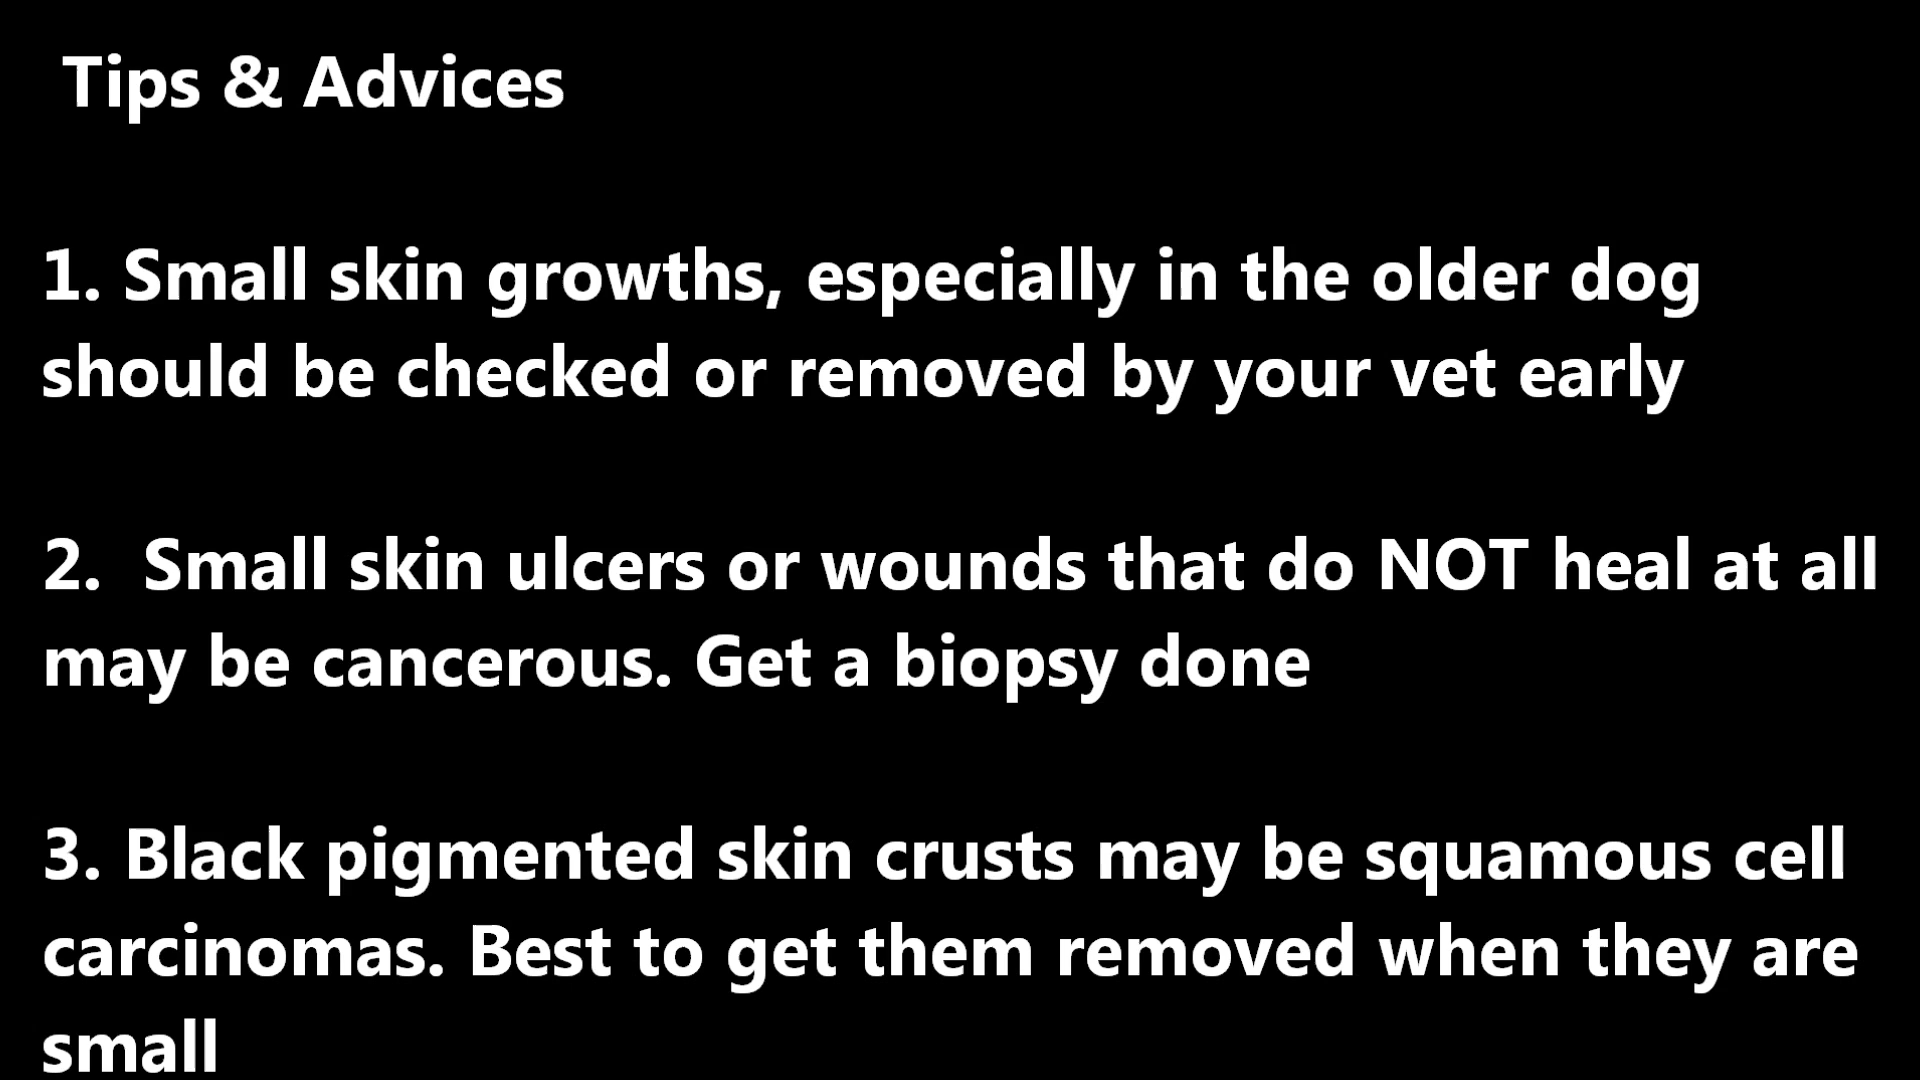 Tips & Advices
1. Small skin growths, especially in the older dog
should be checked or removed by your vet early
2.  Small skin ulcers or wounds that do NOT heal at all
may be cancerous. Get a biopsy done
3. Black pigmented skin crusts may be squamous cell
carcinomas. Best to get them removed when they are
small